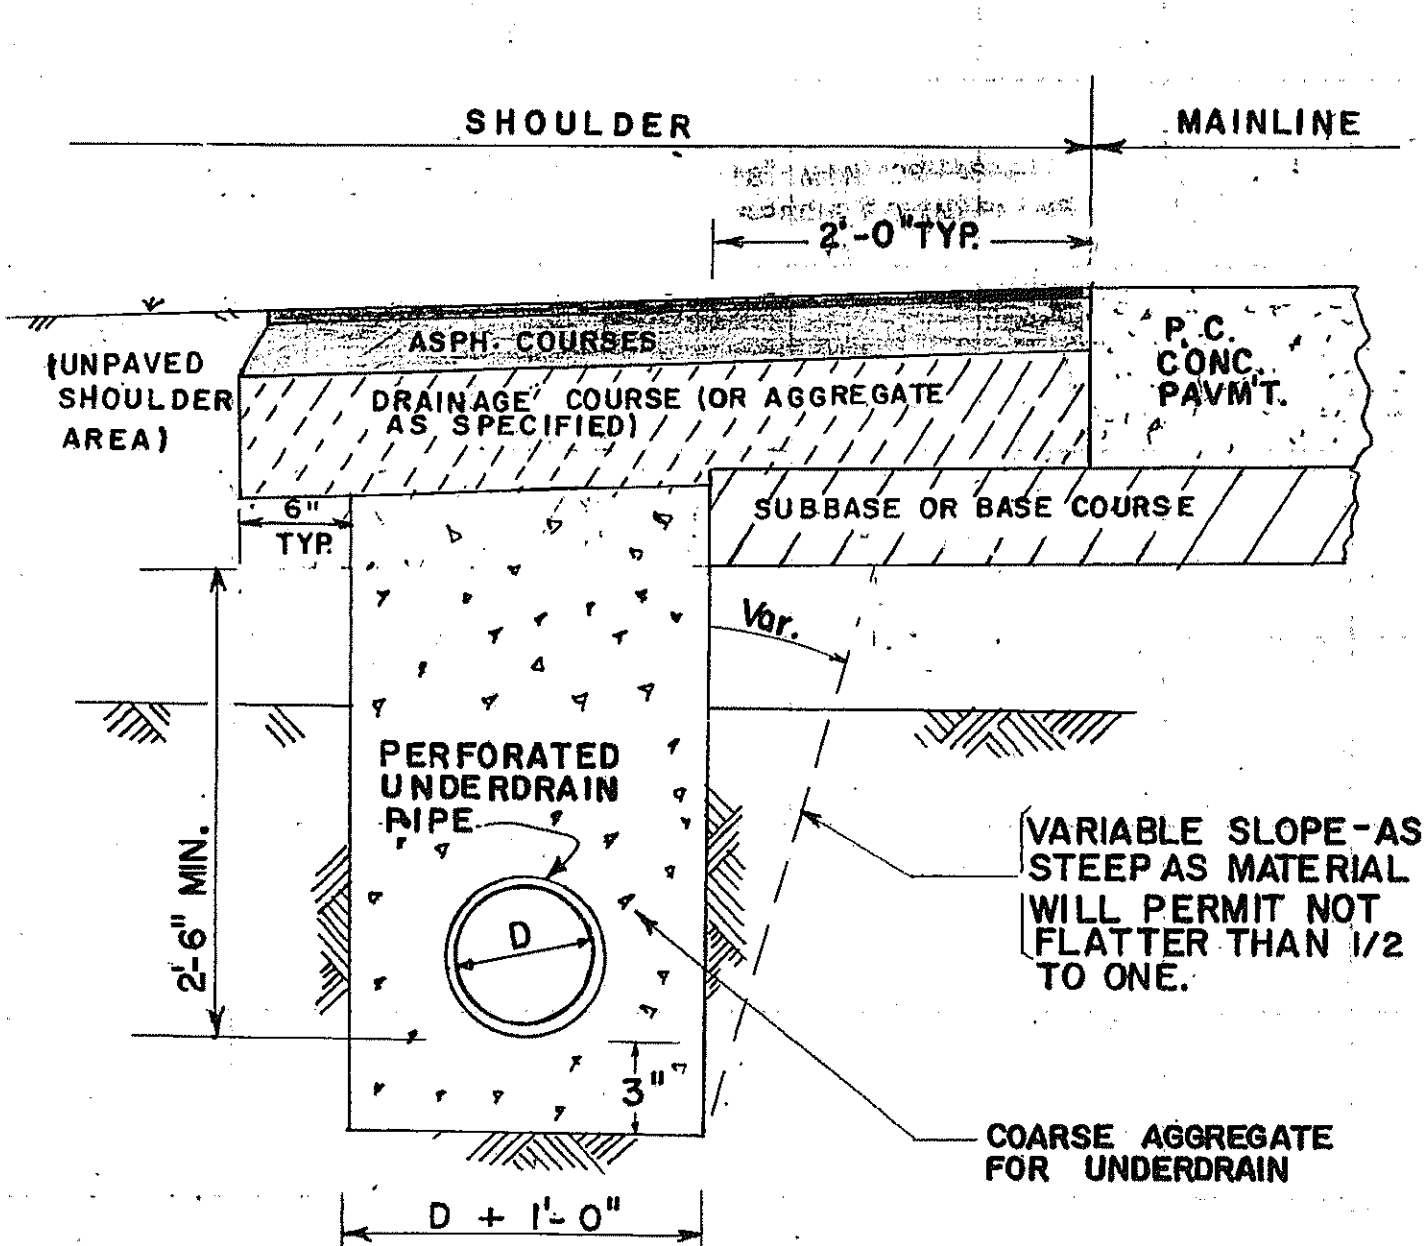 SHOULDER
MAINLINE
2'-0" TYP.
ASPH. COURSES
P.C.
CONC.
PAVM'T.
(UNPAVED
SHOULDER
AREA)
DRAINAGE COURSE (OR AGGREGATE
AS SPECIFIED)
6"
TYP.
SUBBASE OR BASE COURSE
Var.
PERFORATED
UNDERDRAIN
PIPE
2'-6" MIN.
D
VARIABLE SLOPE-AS
STEEP AS MATERIAL
WILL PERMIT NOT
FLATTER THAN 1/2
TO ONE.
3"
COARSE AGGREGATE
FOR UNDERDRAIN
D + 1'-0"